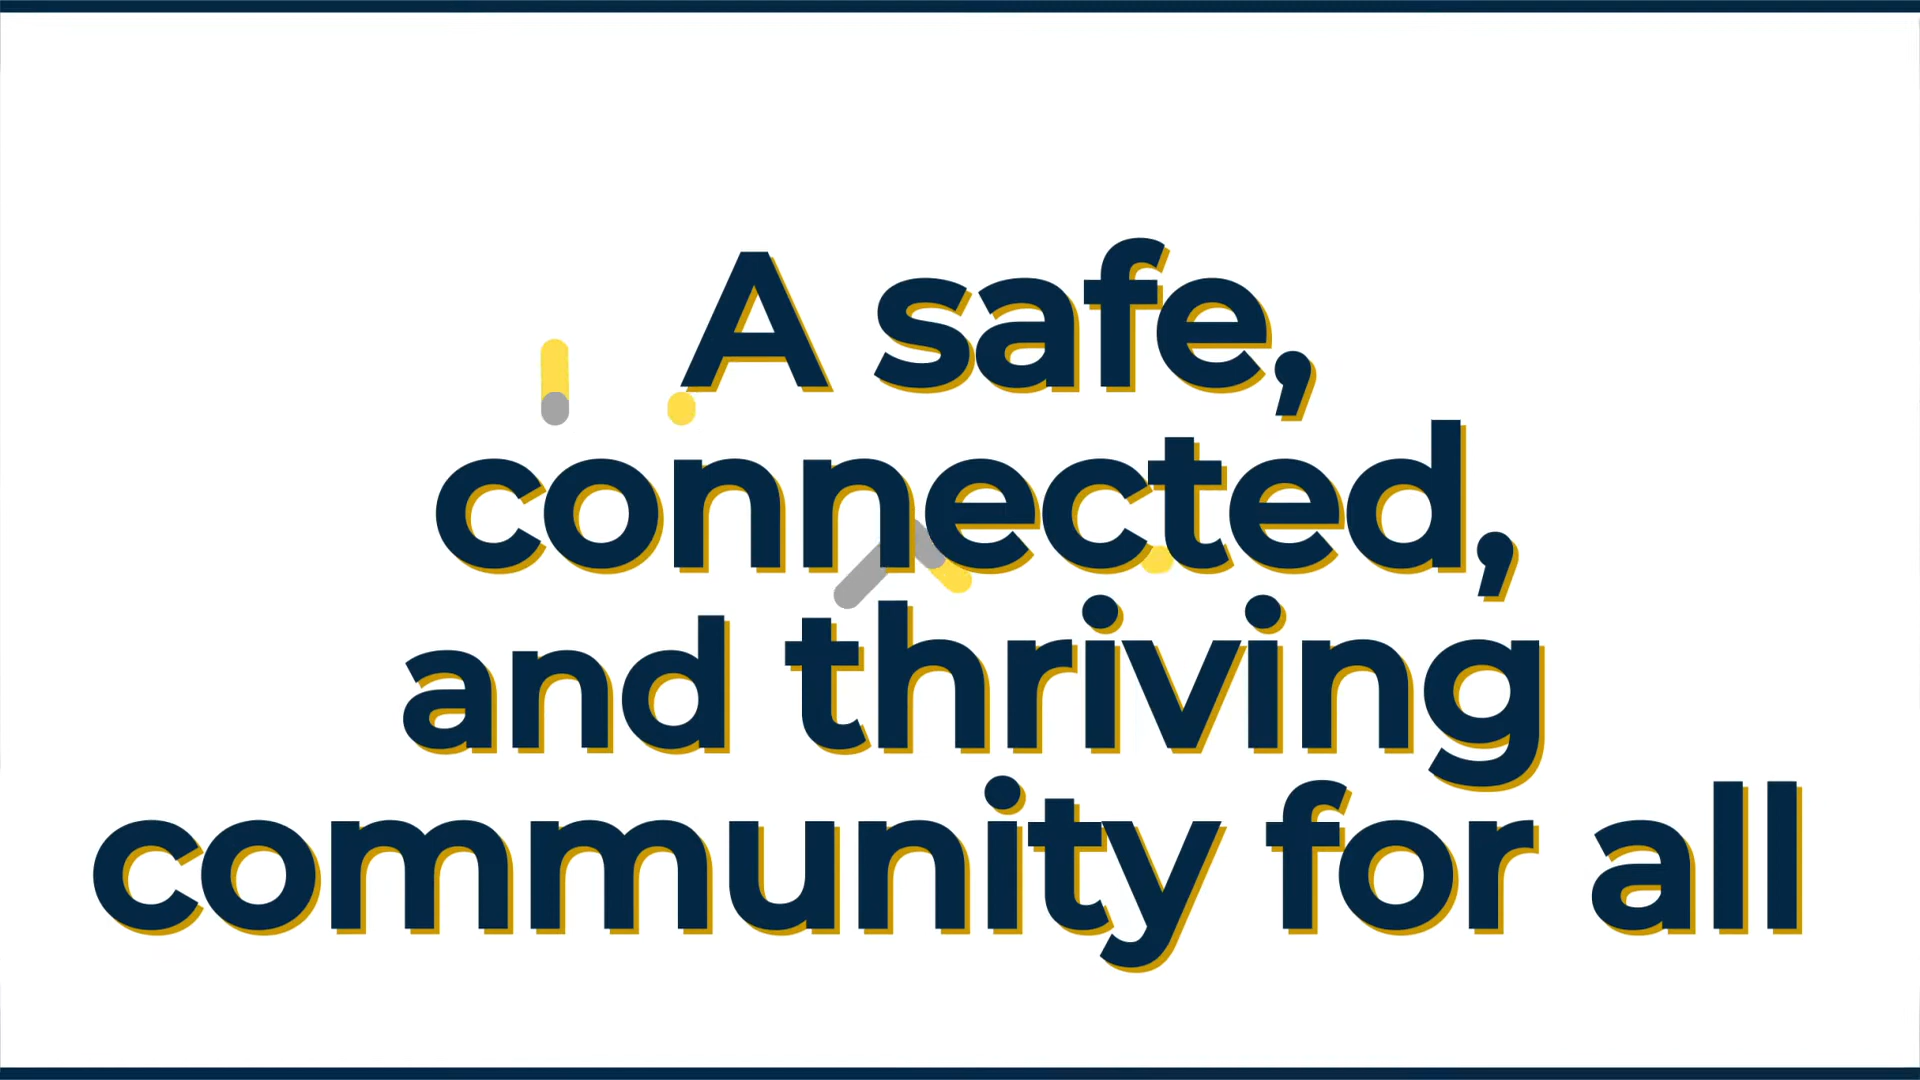 A safe,
connected,
and thriving
community for all